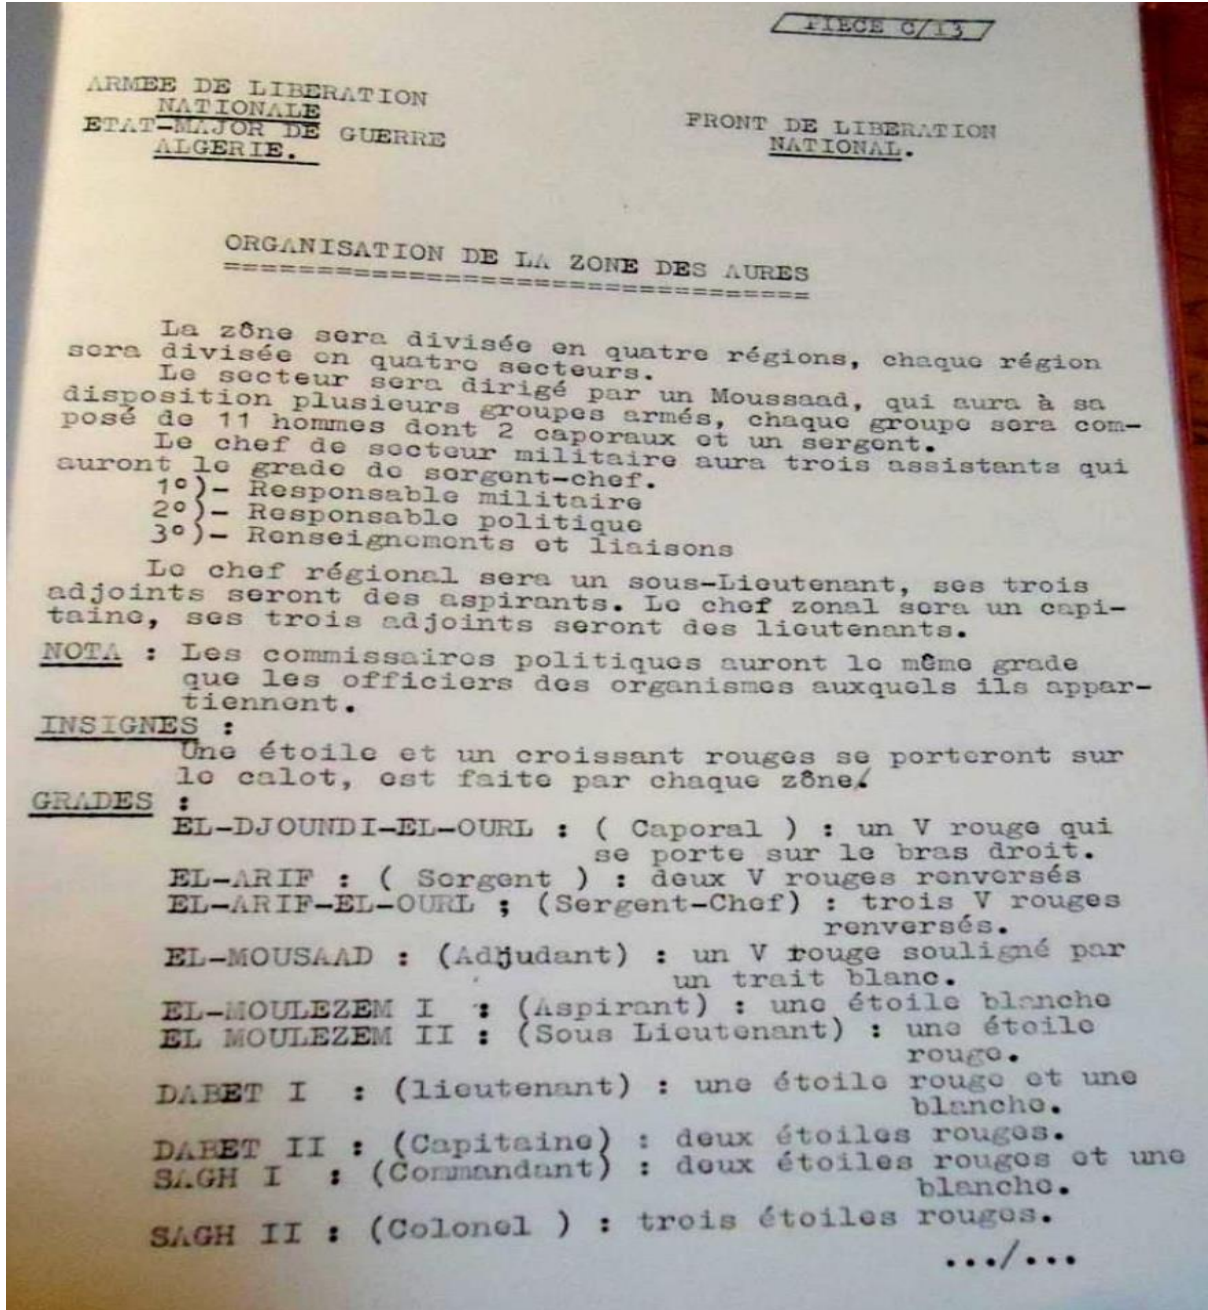 PIECE C/13
ARMEE DE LIBERATION
NATIONALE
ETAT-MAJOR DE GUERRE
ALGERIE.
FRONT DE LIBERATION
NATIONAL.
ORGANISATION DE LA ZONE DES AURES
==================================
La zône sera divisée en quatre régions, chaque région
sera divisée en quatre secteurs.
Le secteur sera dirigé par un Moussaad, qui aura à sa
disposition plusieurs groupes armés, chaque groupe sera com-
posé de 11 hommes dont 2 caporaux et un sergent.
Le chef de secteur militaire aura trois assistants qui
auront le grade de sergent-chef.
1°)- Responsable militaire
2°)- Responsable politique
3°)- Renseignements et liaisons
Le chef régional sera un sous-Lieutenant, ses trois
adjoints seront des aspirants. Le chef zonal sera un capi-
taine, ses trois adjoints seront des lieutenants.
NOTA : Les commissaires politiques auront le même grade
que les officiers des organismes auxquels ils appar-
tiennent.
INSIGNES :
Une étoile et un croissant rouges se porteront sur
le calot, est faite par chaque zône.
GRADES :
EL-DJOUNDI-EL-OURL : ( Caporal ) : un V rouge qui
se porte sur le bras droit.
EL-ARIF : ( Sergent ) : deux V rouges renversés
EL-ARIF-EL-OURL ; (Sergent-Chef) : trois V rouges
renversés.
EL-MOUSAAD : (Adjudant) : un V rouge souligné par
un trait blanc.
EL-MOULEZEM I : (Aspirant) : une étoile blanche
EL MOULEZEM II : (Sous Lieutenant) : une étoile
rouge.
DABET I : (lieutenant) : une étoile rouge et une
blanche.
DABET II : (Capitaine) : deux étoiles rouges.
SAGH I : (Commandant) : deux étoiles rouges et une
blanche.
SAGH II : (Colonel ) : trois étoiles rouges.
.../...